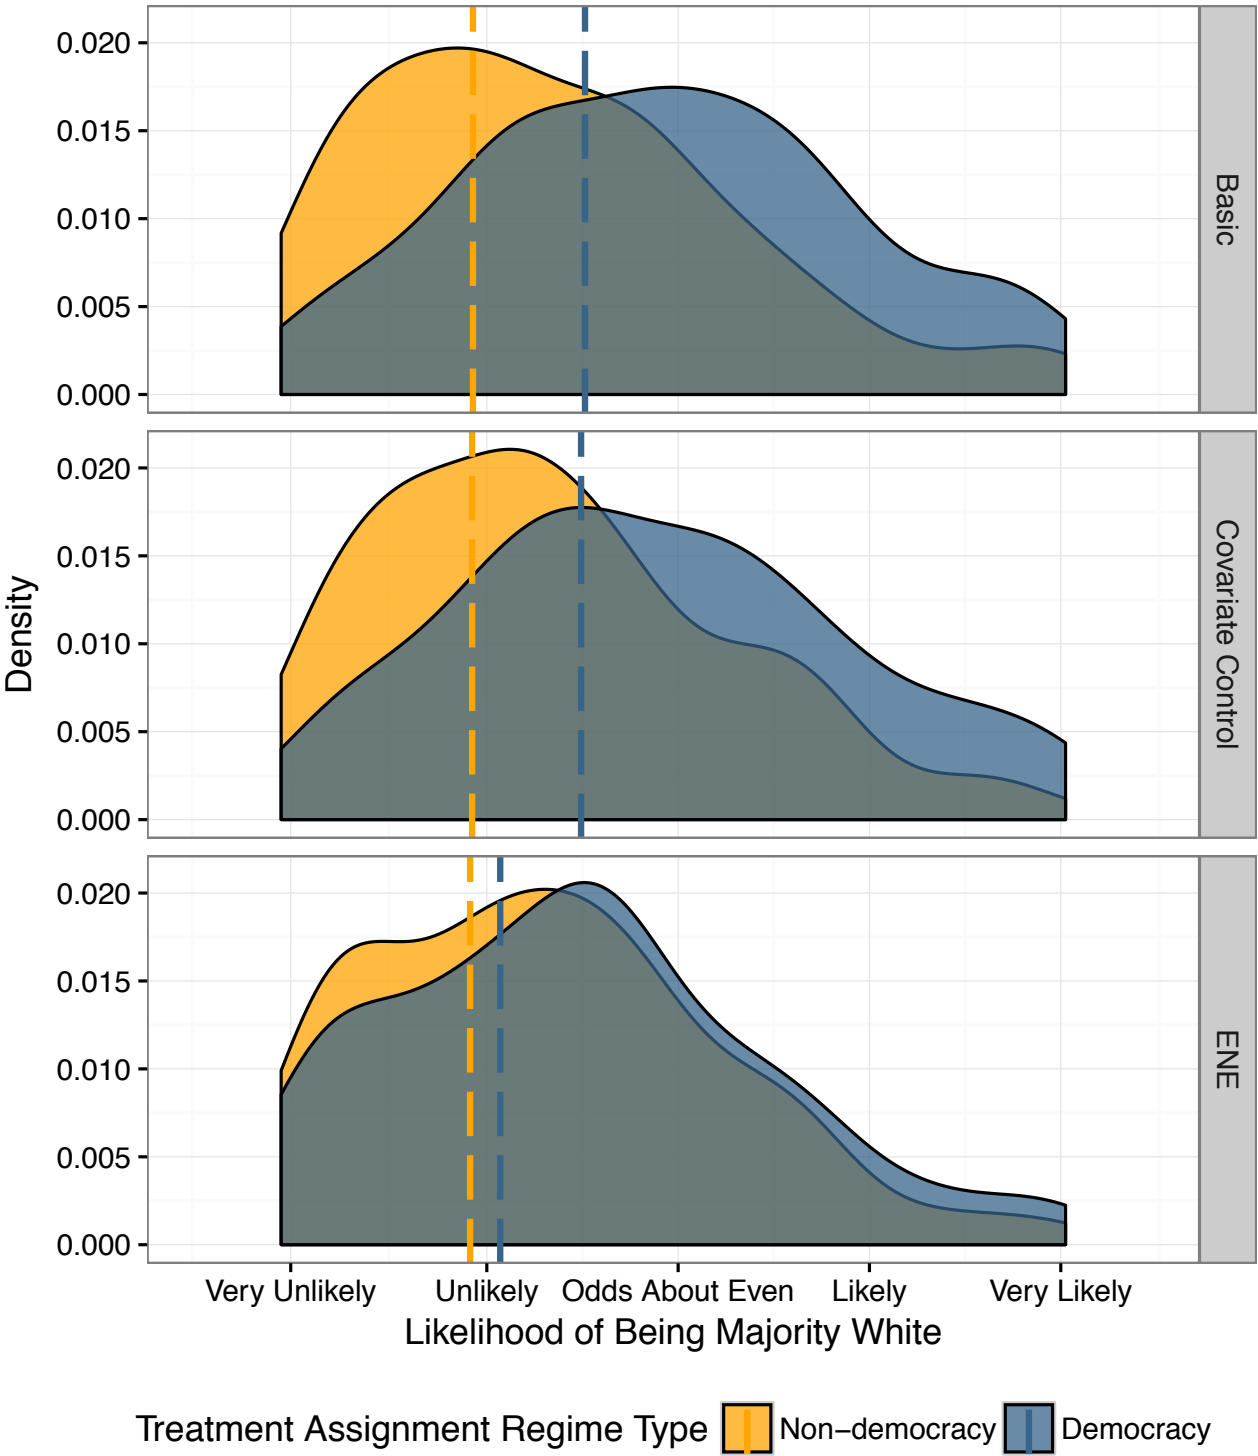 Density
0.020
0.015
0.010
0.005
0.000
Basic
0.020
0.015
0.010
0.005
0.000
Covariate Control
0.020
0.015
0.010
0.005
0.000
ENE
Very Unlikely Unlikely Odds About Even Likely Very Likely
Likelihood of Being Majority White
Treatment Assignment Regime Type Non−democracy Democracy